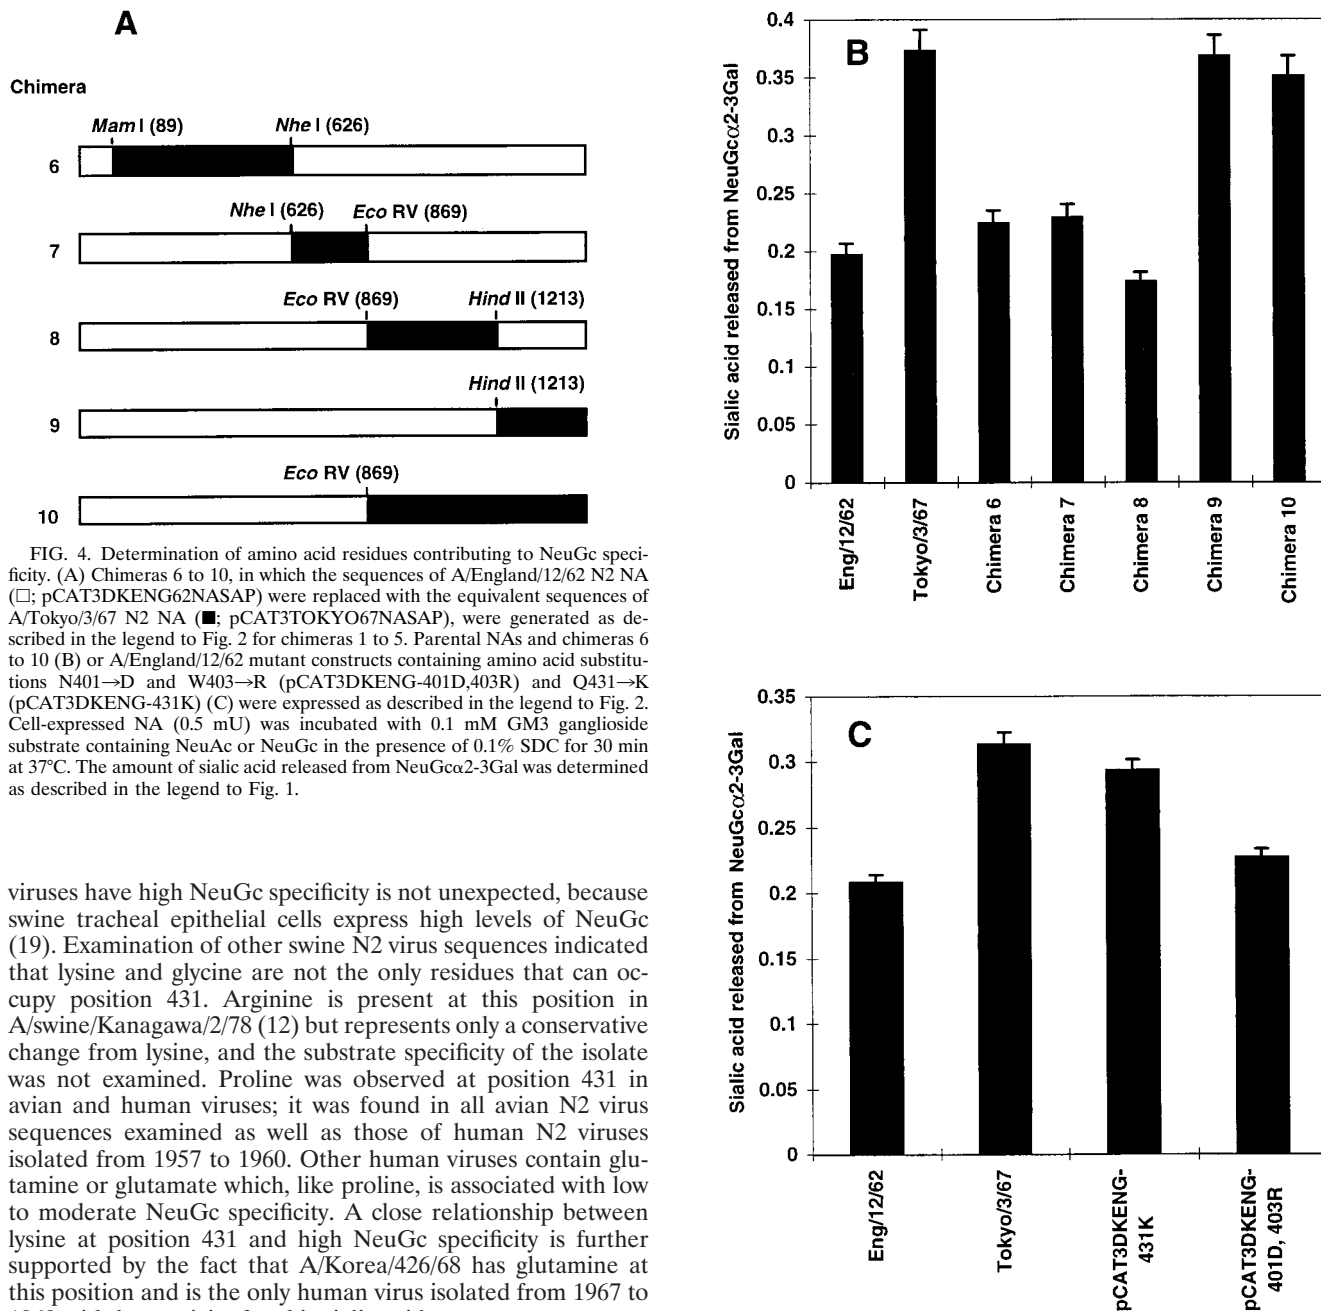 A
Chimera
Mam I (89)
Nhe I (626)
6
Nhe I (626)
Eco RV (869)
7
Eco RV (869)
Hind II (1213)
8
Hind II (1213)
9
Eco RV (869)
10
FIG. 4. Determination of amino acid residues contributing to NeuGc speci-
ficity. (A) Chimeras 6 to 10, in which the sequences of A/England/12/62 N2 NA
(□; pCAT3DKENG62NASAP) were replaced with the equivalent sequences of
A/Tokyo/3/67 N2 NA (■; pCAT3TOKYO67NASAP), were generated as de-
scribed in the legend to Fig. 2 for chimeras 1 to 5. Parental NAs and chimeras 6
to 10 (B) or A/England/12/62 mutant constructs containing amino acid substitu-
tions N401→D and W403→R (pCAT3DKENG-401D,403R) and Q431→K
(pCAT3DKENG-431K) (C) were expressed as described in the legend to Fig. 2.
Cell-expressed NA (0.5 mU) was incubated with 0.1 mM GM3 ganglioside
substrate containing NeuAc or NeuGc in the presence of 0.1% SDC for 30 min
at 37°C. The amount of sialic acid released from NeuGcα2-3Gal was determined
as described in the legend to Fig. 1.
viruses have high NeuGc specificity is not unexpected, because
swine tracheal epithelial cells express high levels of NeuGc
(19). Examination of other swine N2 virus sequences indicated
that lysine and glycine are not the only residues that can oc-
cupy position 431. Arginine is present at this position in
A/swine/Kanagawa/2/78 (12) but represents only a conservative
change from lysine, and the substrate specificity of the isolate
was not examined. Proline was observed at position 431 in
avian and human viruses; it was found in all avian N2 virus
sequences examined as well as those of human N2 viruses
isolated from 1957 to 1960. Other human viruses contain glu-
tamine or glutamate which, like proline, is associated with low
to moderate NeuGc specificity. A close relationship between
lysine at position 431 and high NeuGc specificity is further
supported by the fact that A/Korea/426/68 has glutamine at
this position and is the only human virus isolated from 1967 to
B
Sialic acid released from NeuGcα2-3Gal
0.4
0.35
0.3
0.25
0.2
0.15
0.1
0.05
0
Eng/12/62
Tokyo/3/67
Chimera 6
Chimera 7
Chimera 8
Chimera 9
Chimera 10
C
Sialic acid released from NeuGcα2-3Gal
0.35
0.3
0.25
0.2
0.15
0.1
0.05
0
Eng/12/62
Tokyo/3/67
pCAT3DKENG-
431K
pCAT3DKENG-
401D, 403R